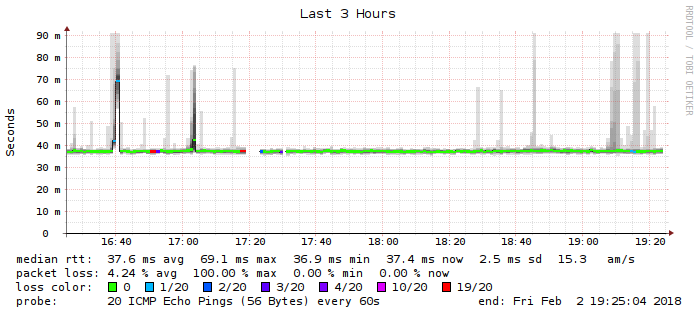 Last 3 Hours
RRDTOOL / TOBI OETIKER
Seconds
90 m
80 m
70 m
60 m
50 m
40 m
30 m
20 m
10 m
0
16:40 17:00 17:20 17:40 18:00 18:20 18:40 19:00 19:20
median rtt: 37.6 ms avg 69.1 ms max 36.9 ms min 37.4 ms now 2.5 ms sd 15.3 am/s
packet loss: 4.24 % avg 100.00 % max 0.00 % min 0.00 % now
loss color: 0 1/20 2/20 3/20 4/20 10/20 19/20
probe: 20 ICMP Echo Pings (56 Bytes) every 60s end: Fri Feb 2 19:25:04 2018